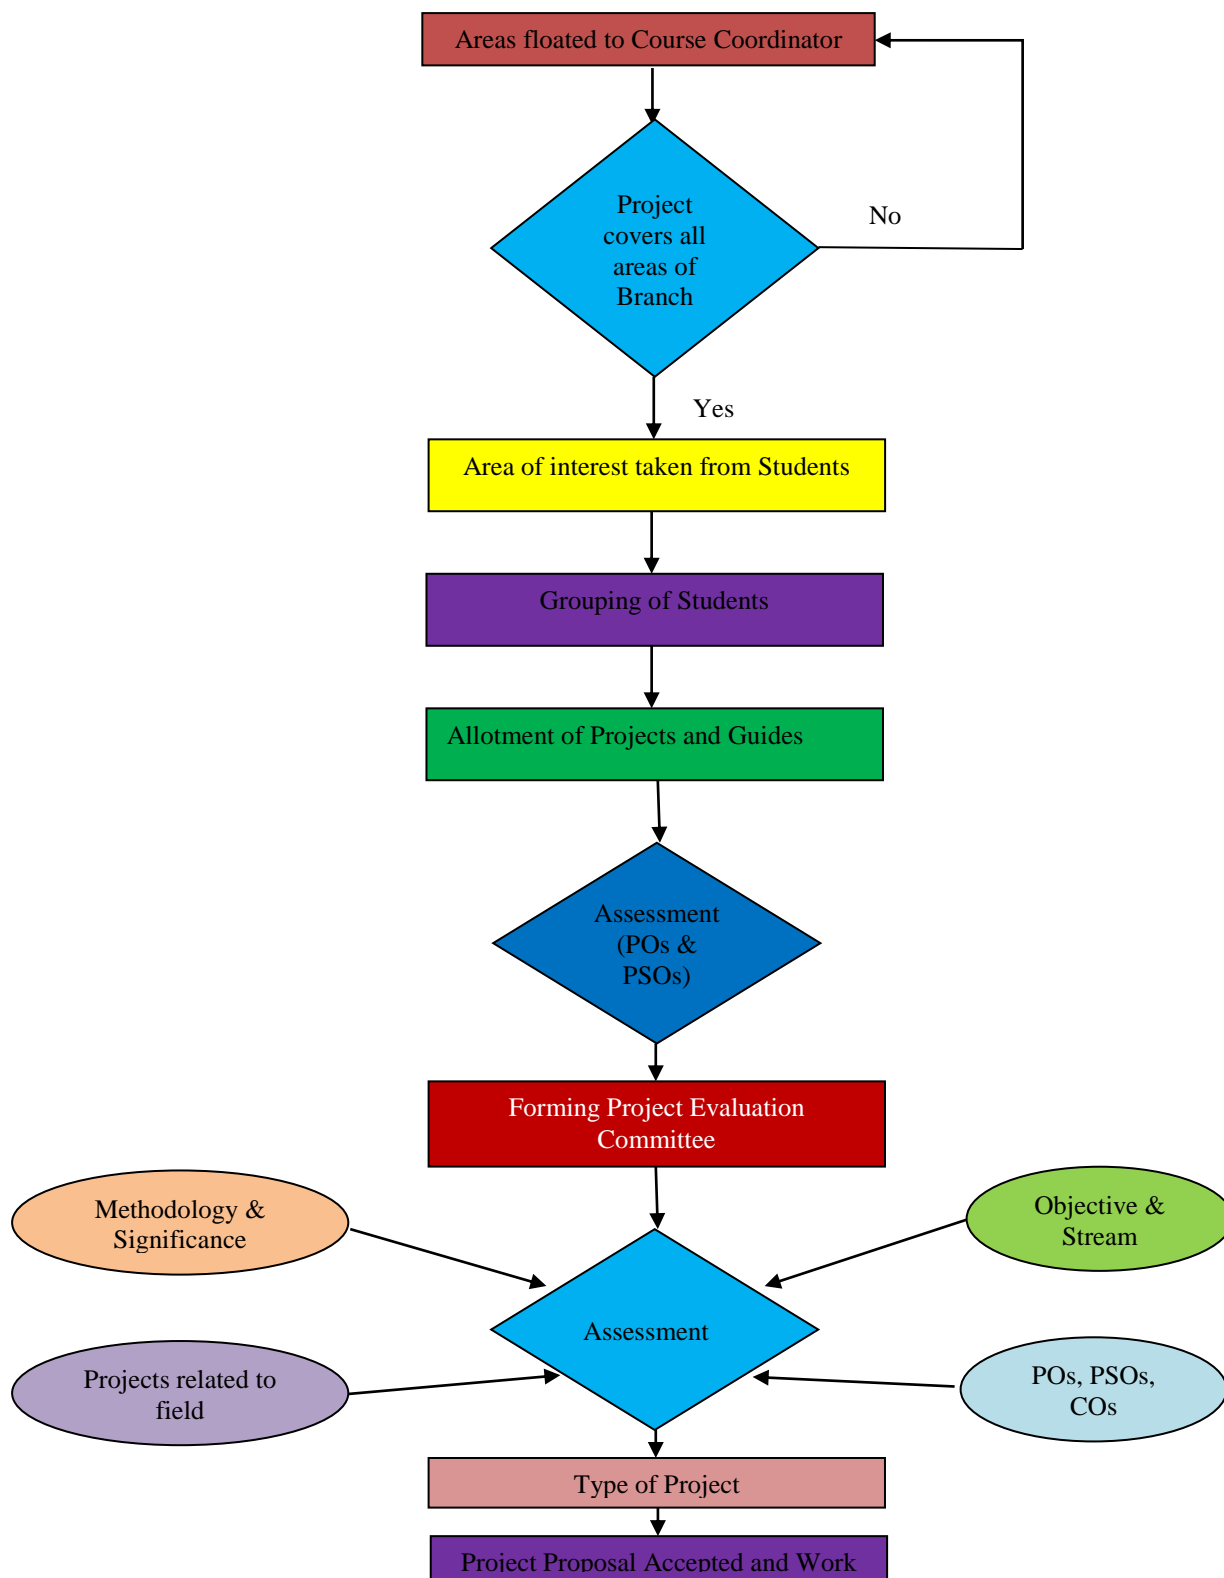 Areas floated to Course Coordinator
Project
covers all
areas of
Branch
No
Yes
Area of interest taken from Students
Grouping of Students
Allotment of Projects and Guides
Assessment
(POs &
PSOs)
Forming Project Evaluation
Committee
Methodology &
Significance
Objective &
Stream
Assessment
Projects related to
field
POs, PSOs,
COs
Type of Project
Project Proposal Accepted and Work